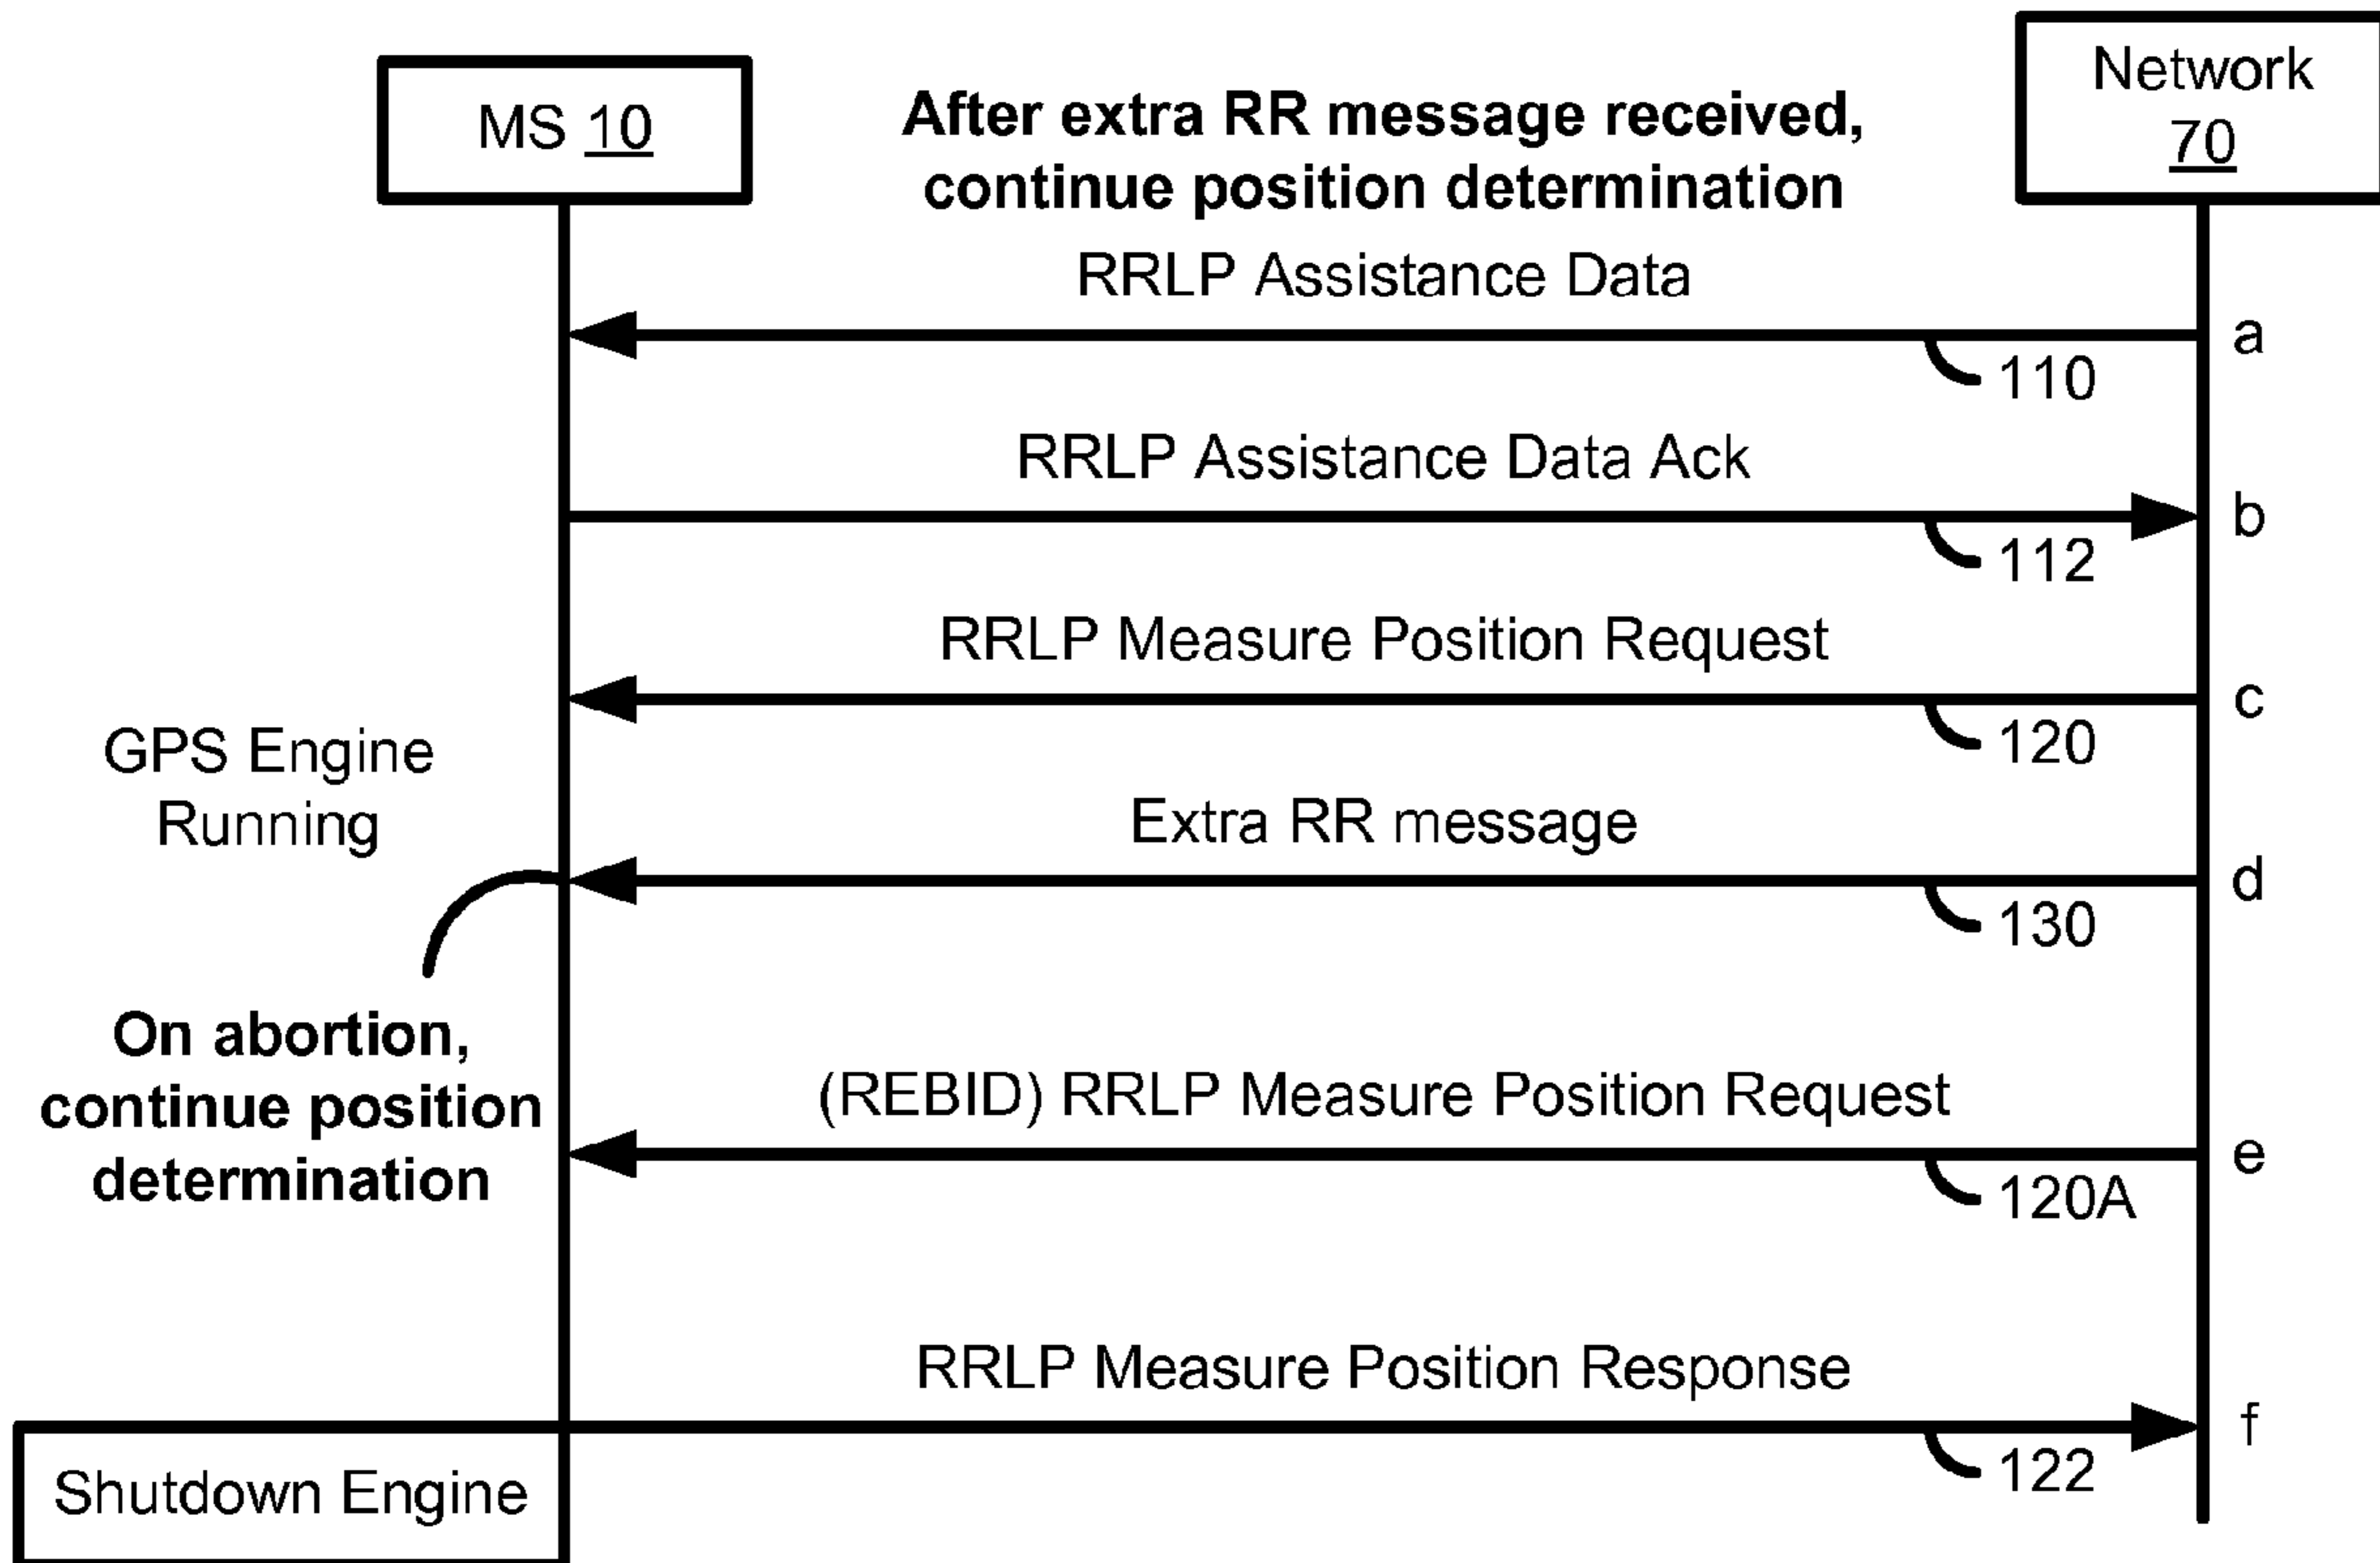 MS 10
Network
70
After extra RR message received,
continue position determination
RRLP Assistance Data
a
110
RRLP Assistance Data Ack
b
112
RRLP Measure Position Request
c
120
GPS Engine
Running
Extra RR message
d
130
On abortion,
continue position
determination
(REBID) RRLP Measure Position Request
e
120A
RRLP Measure Position Response
f
122
Shutdown Engine